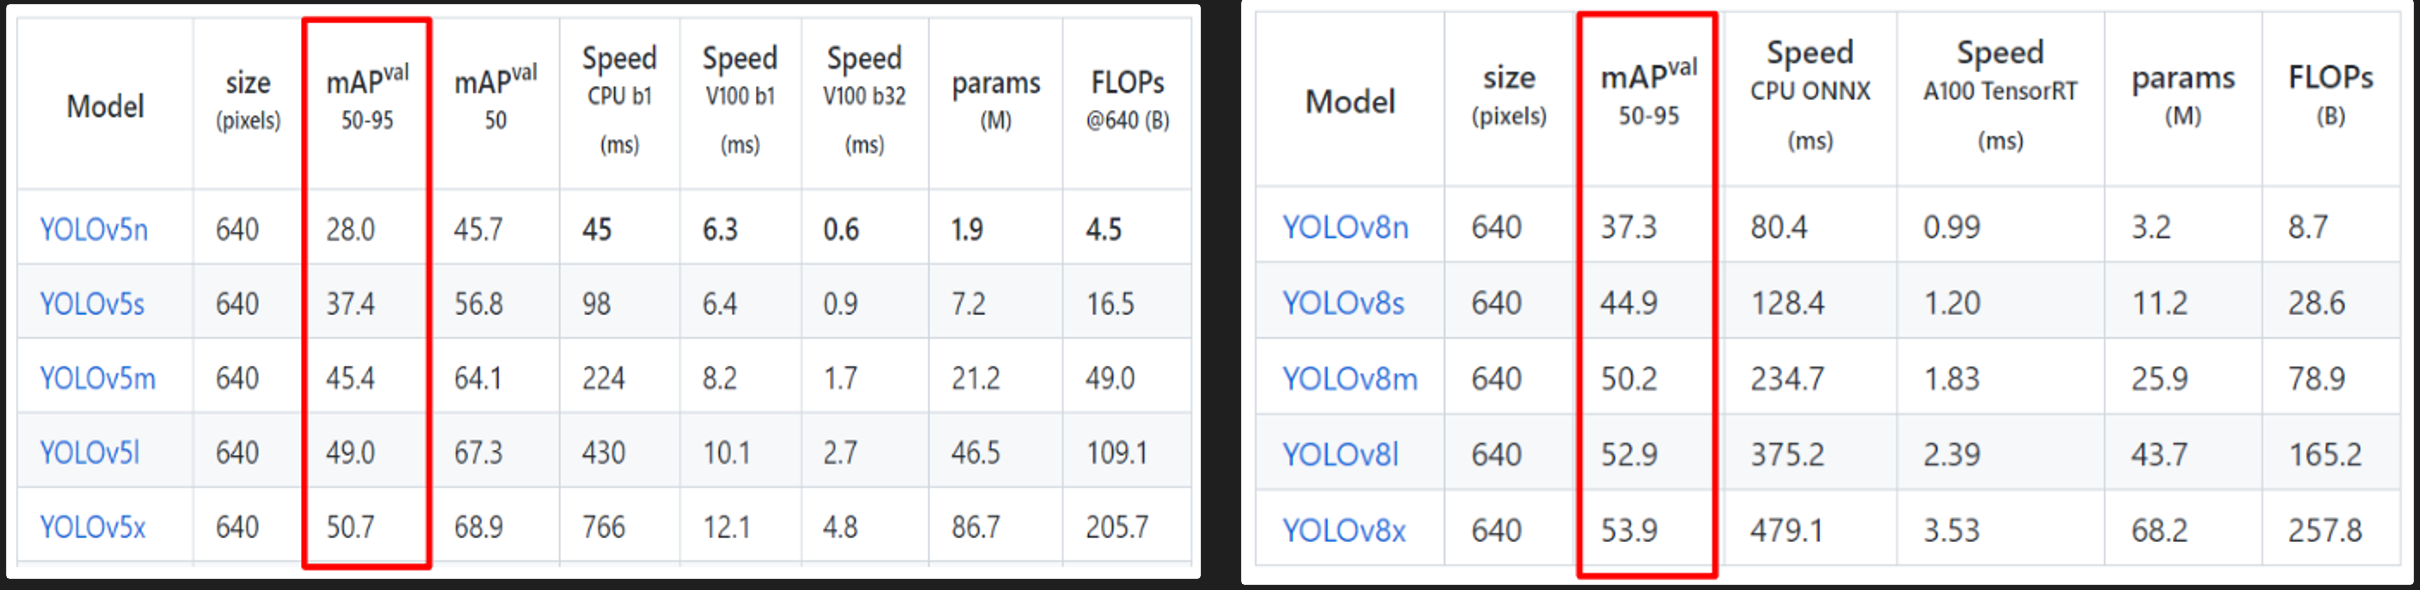 Model size (pixels) mAPval 50-95 mAPval 50 Speed CPU b1 (ms) Speed V100 b1 (ms) Speed V100 b32 (ms) params (M) FLOPs @640 (B)
YOLOv5n 640 28.0 45.7 45 6.3 0.6 1.9 4.5
YOLOv5s 640 37.4 56.8 98 6.4 0.9 7.2 16.5
YOLOv5m 640 45.4 64.1 224 8.2 1.7 21.2 49.0
YOLOv5l 640 49.0 67.3 430 10.1 2.7 46.5 109.1
YOLOv5x 640 50.7 68.9 766 12.1 4.8 86.7 205.7
Model size (pixels) mAPval 50-95 Speed CPU ONNX (ms) Speed A100 TensorRT (ms) params (M) FLOPs (B)
YOLOv8n 640 37.3 80.4 0.99 3.2 8.7
YOLOv8s 640 44.9 128.4 1.20 11.2 28.6
YOLOv8m 640 50.2 234.7 1.83 25.9 78.9
YOLOv8l 640 52.9 375.2 2.39 43.7 165.2
YOLOv8x 640 53.9 479.1 3.53 68.2 257.8